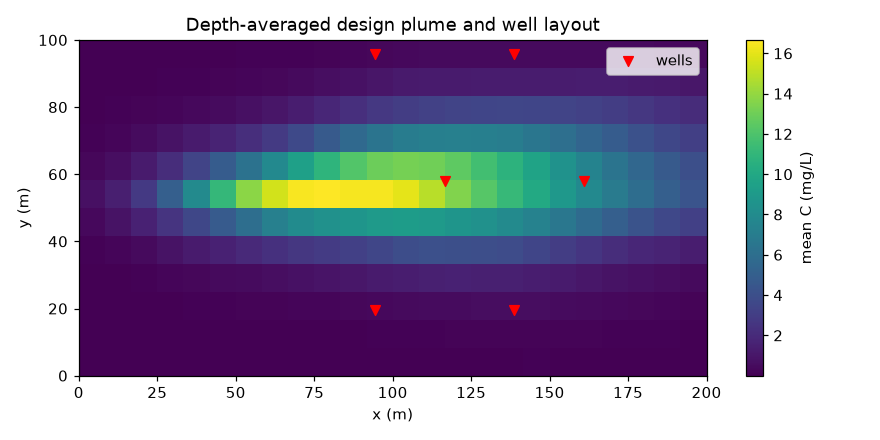 Depth-averaged design plume and well layout
wells
y (m)
100
80
60
40
20
0
0 25 50 75 100 125 150 175 200
x (m)
16
14
12
10
8
6
4
2
mean C (mg/L)